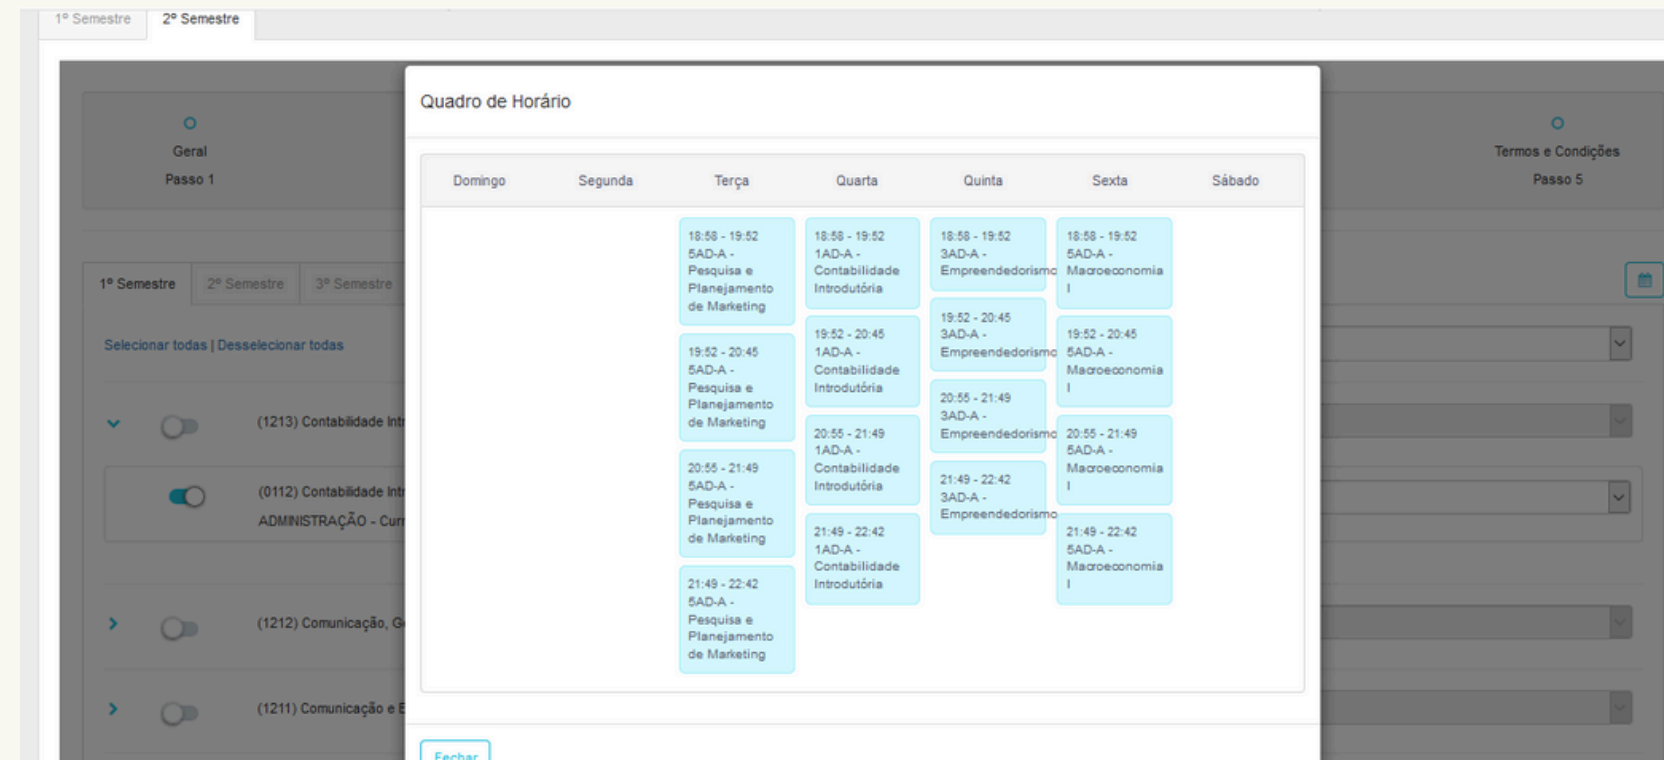 1º Semestre
2º Semestre
Quadro de Horário
Geral
Passo 1
Termos e Condições
Passo 5
Domingo
Segunda
Terça
Quarta
Quinta
Sexta
Sábado
18:58 - 19:52
5AD-A -
Pesquisa e
Planejamento
de Marketing
19:52 - 20:45
5AD-A -
Pesquisa e
Planejamento
de Marketing
20:55 - 21:49
5AD-A -
Pesquisa e
Planejamento
de Marketing
21:49 - 22:42
5AD-A -
Pesquisa e
Planejamento
de Marketing
18:58 - 19:52
1AD-A -
Contabilidade
Introdutória
19:52 - 20:45
1AD-A -
Contabilidade
Introdutória
20:55 - 21:49
1AD-A -
Contabilidade
Introdutória
21:49 - 22:42
1AD-A -
Contabilidade
Introdutória
18:58 - 19:52
3AD-A -
Empreendedorismo
19:52 - 20:45
3AD-A -
Empreendedorismo
20:55 - 21:49
3AD-A -
Empreendedorismo
21:49 - 22:42
3AD-A -
Empreendedorismo
18:58 - 19:52
5AD-A -
Macroeconomia
I
19:52 - 20:45
5AD-A -
Macroeconomia
I
20:55 - 21:49
5AD-A -
Macroeconomia
I
21:49 - 22:42
5AD-A -
Macroeconomia
I
1º Semestre
2º Semestre
3º Semestre
Selecionar todas | Desselecionar todas
(1213) Contabilidade Int
(0112) Contabilidade Int
ADMINISTRAÇÃO - Curr
(1212) Comunicação, G
(1211) Comunicação e E
Fechar